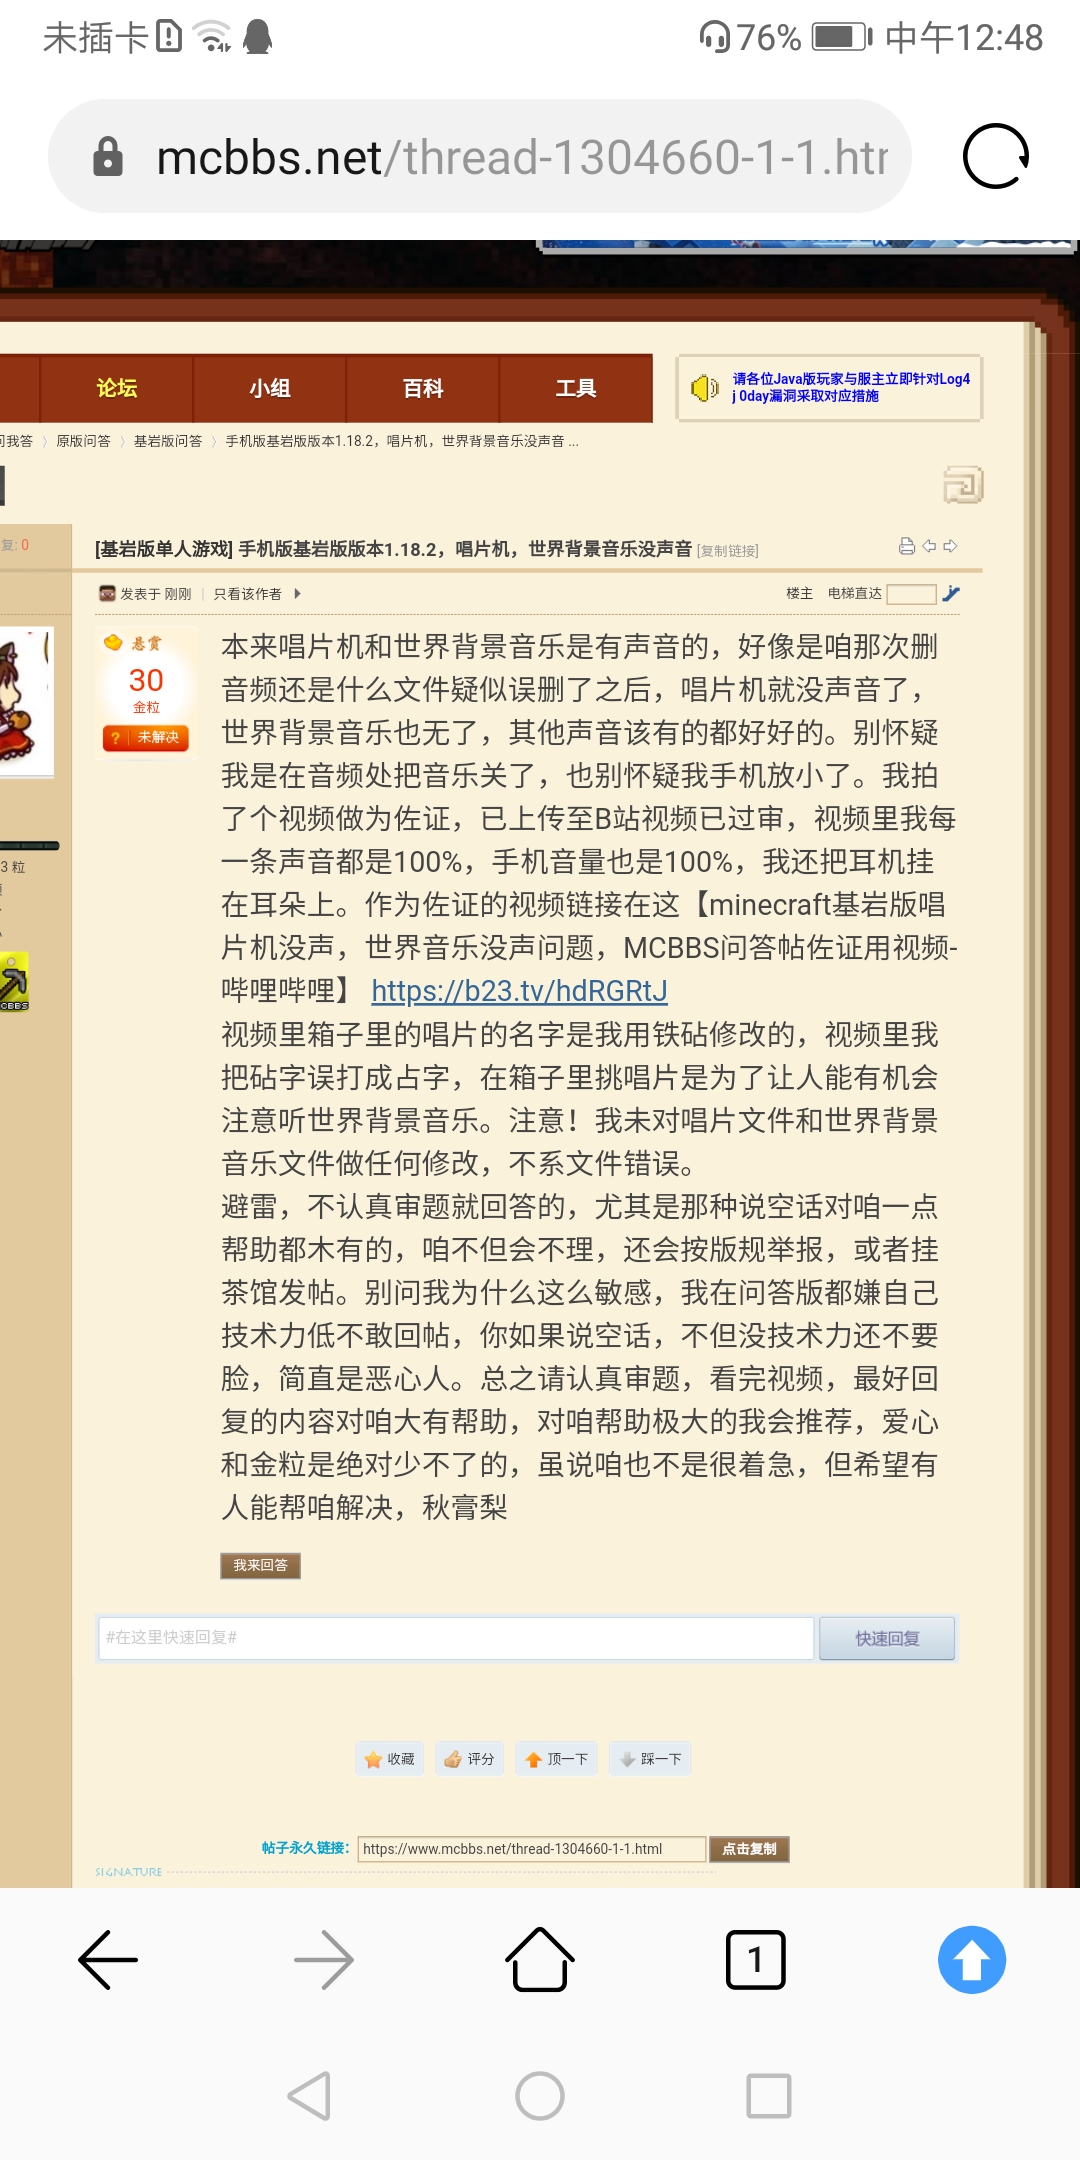 未插卡 76% 中午12:48
mcbbs.net/thread-1304660-1-1.htr
论坛 小组 百科 工具
请各位Java版玩家与服主立即针对Log4
j 0day漏洞采取对应措施
问我答 〉 原版问答 〉 基岩版问答 〉 手机版基岩版版本1.18.2，唱片机，世界背景音乐没声音 ...
复: 0
[基岩版单人游戏] 手机版基岩版版本1.18.2，唱片机，世界背景音乐没声音 [复制链接]
发表于 刚刚 | 只看该作者
楼主 电梯直达
悬赏
30
金粒
? 未解决
3 粒
CBBS
本来唱片机和世界背景音乐是有声音的，好像是咱那次删
音频还是什么文件疑似误删了之后，唱片机就没声音了，
世界背景音乐也无了，其他声音该有的都好好的。别怀疑
我是在音频处把音乐关了，也别怀疑我手机放小了。我拍
了个视频做为佐证，已上传至B站视频已过审，视频里我每
一条声音都是100%，手机音量也是100%，我还把耳机挂
在耳朵上。作为佐证的视频链接在这【minecraft基岩版唱
片机没声，世界音乐没声问题，MCBBS问答帖佐证用视频-
哔哩哔哩】 https://b23.tv/hdRGRtJ
视频里箱子里的唱片的名字是我用铁砧修改的，视频里我
把砧字误打成占字，在箱子里挑唱片是为了让人能有机会
注意听世界背景音乐。注意！我未对唱片文件和世界背景
音乐文件做任何修改，不系文件错误。
避雷，不认真审题就回答的，尤其是那种说空话对咱一点
帮助都木有的，咱不但会不理，还会按版规举报，或者挂
茶馆发帖。别问我为什么这么敏感，我在问答版都嫌自己
技术力低不敢回帖，你如果说空话，不但没技术力还不要
脸，简直是恶心人。总之请认真审题，看完视频，最好回
复的内容对咱大有帮助，对咱帮助极大的我会推荐，爱心
和金粒是绝对少不了的，虽说咱也不是很着急，但希望有
人能帮咱解决，秋膏梨
我来回答
#在这里快速回复# 快速回复
收藏 评分 顶一下 踩一下
帖子永久链接: https://www.mcbbs.net/thread-1304660-1-1.html 点击复制
SIGNATURE
1